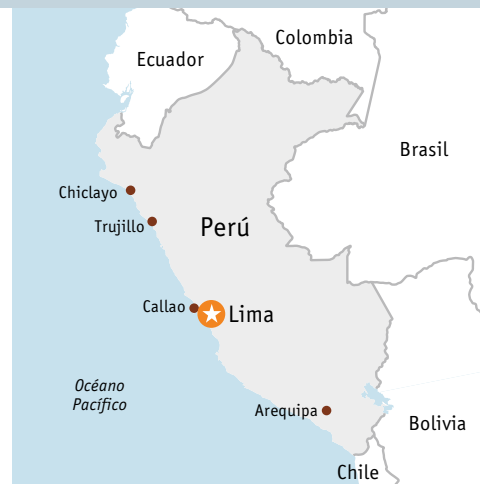 Colombia
Ecuador
Brasil
Chiclayo
Trujillo
Perú
Callao
Lima
Océano
Pacífico
Arequipa
Bolivia
Chile